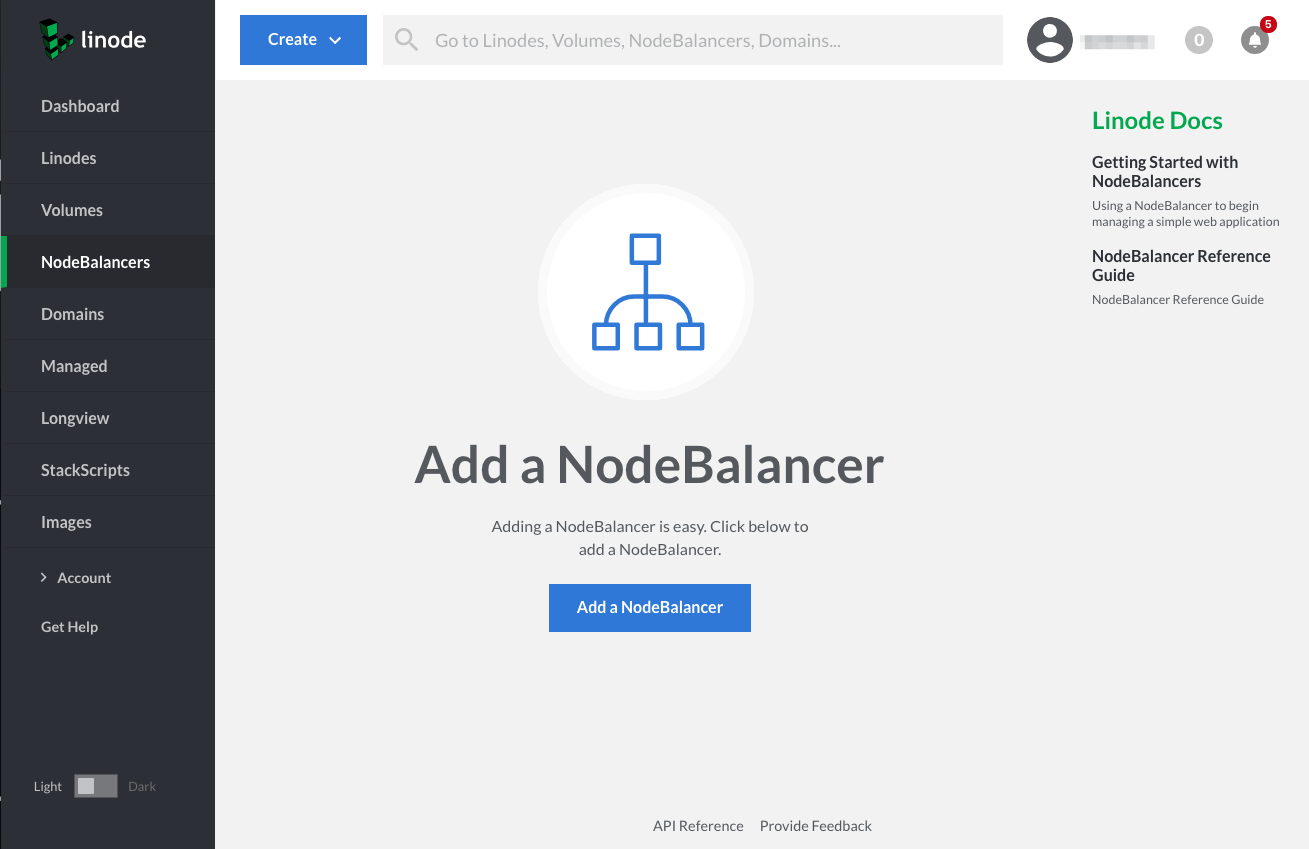 linode
Create
Go to Linodes, Volumes, NodeBalancers, Domains...
0
5
Dashboard
Linodes
Volumes
NodeBalancers
Domains
Managed
Longview
StackScripts
Images
Account
Get Help
Light
Dark
Add a NodeBalancer
Adding a NodeBalancer is easy. Click below to
add a NodeBalancer.
Add a NodeBalancer
Linode Docs
Getting Started with
NodeBalancers
Using a NodeBalancer to begin
managing a simple web application
NodeBalancer Reference
Guide
NodeBalancer Reference Guide
API Reference
Provide Feedback